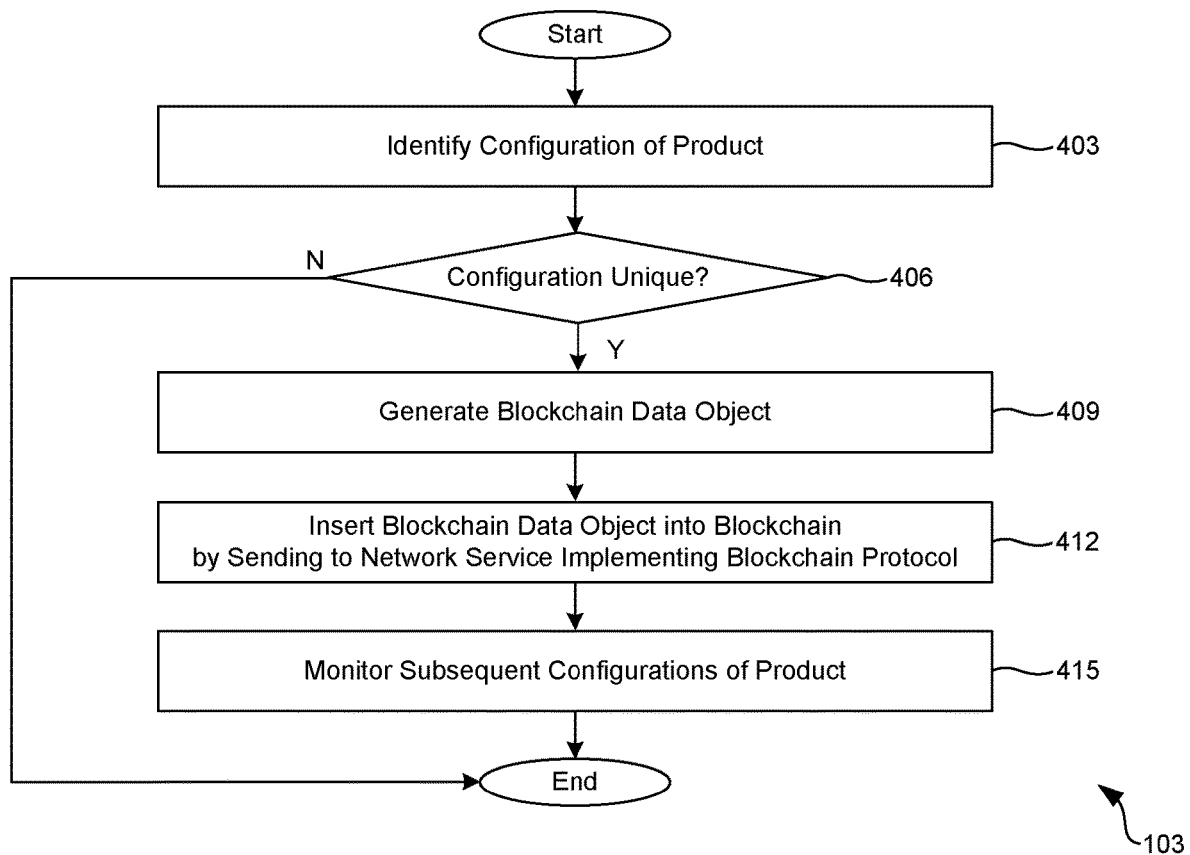 Start
Identify Configuration of Product
403
N
Configuration Unique?
406
Y
Generate Blockchain Data Object
409
Insert Blockchain Data Object into Blockchain
by Sending to Network Service Implementing Blockchain Protocol
412
Monitor Subsequent Configurations of Product
415
End
103